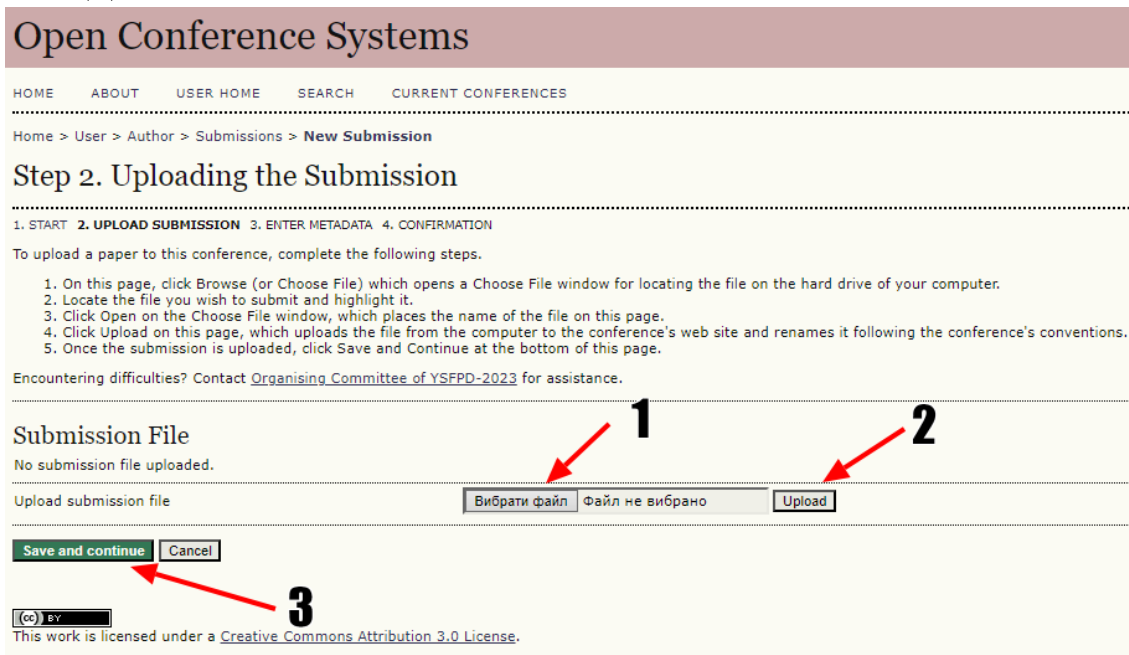 Open Conference Systems
HOME ABOUT USER HOME SEARCH CURRENT CONFERENCES
Home > User > Author > Submissions > New Submission
Step 2. Uploading the Submission
1. START 2. UPLOAD SUBMISSION 3. ENTER METADATA 4. CONFIRMATION
To upload a paper to this conference, complete the following steps.
1. On this page, click Browse (or Choose File) which opens a Choose File window for locating the file on the hard drive of your computer.
2. Locate the file you wish to submit and highlight it.
3. Click Open on the Choose File window, which places the name of the file on this page.
4. Click Upload on this page, which uploads the file from the computer to the conference's web site and renames it following the conference's conventions.
5. Once the submission is uploaded, click Save and Continue at the bottom of this page.
Encountering difficulties? Contact Organising Committee of YSFPD-2023 for assistance.
1
2
Submission File
No submission file uploaded.
Upload submission file Вибрати файл Файл не вибрано Upload
Save and continue Cancel
3
(cc) BY
This work is licensed under a Creative Commons Attribution 3.0 License.